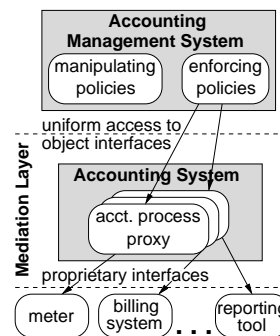 Accounting
Management System
manipulating
policies
enforcing
policies
uniform access to
object interfaces
Mediation Layer
Accounting System
acct. process
proxy
proprietary interfaces
meter
billing
system
. . .
reporting
tool